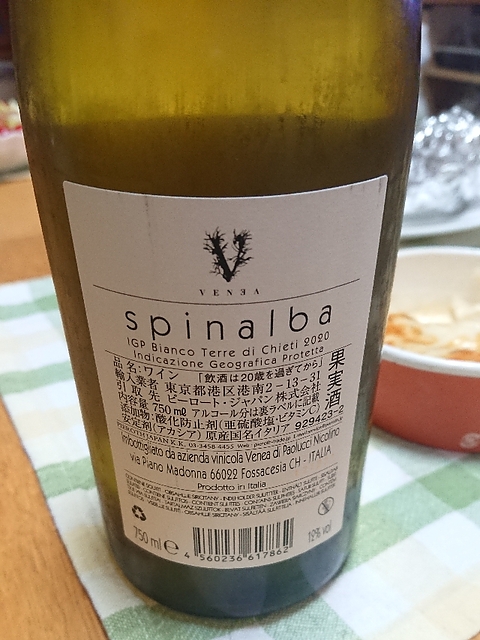 VENEA
spinalba
IGP Bianco Terre di Chieti 2020
Indicazione Geografica Protetta
品名:ワイン 「飲酒は20歳を過ぎてから」
輸入業者 東京都港区港南2-13-31
引取先 ピーロート・ジャパン株式会社
内容量 750ml アルコール分は裏ラベルに記載
添加物:酸化防止剤(亜硫酸塩・ビタミンC)
安定剤(アカシア) 原産国名イタリア 929423-2
果実酒
PIEROTH JAPAN K.K. 03-3458-4455
Imbottigliato da azienda vinicola Venea di Paolucci Nicolino
via Piano Madonna 66022 Fossacesia CH - ITALIA
Prodotto in Italia
750 ml e
4 560236 617862
12% vol